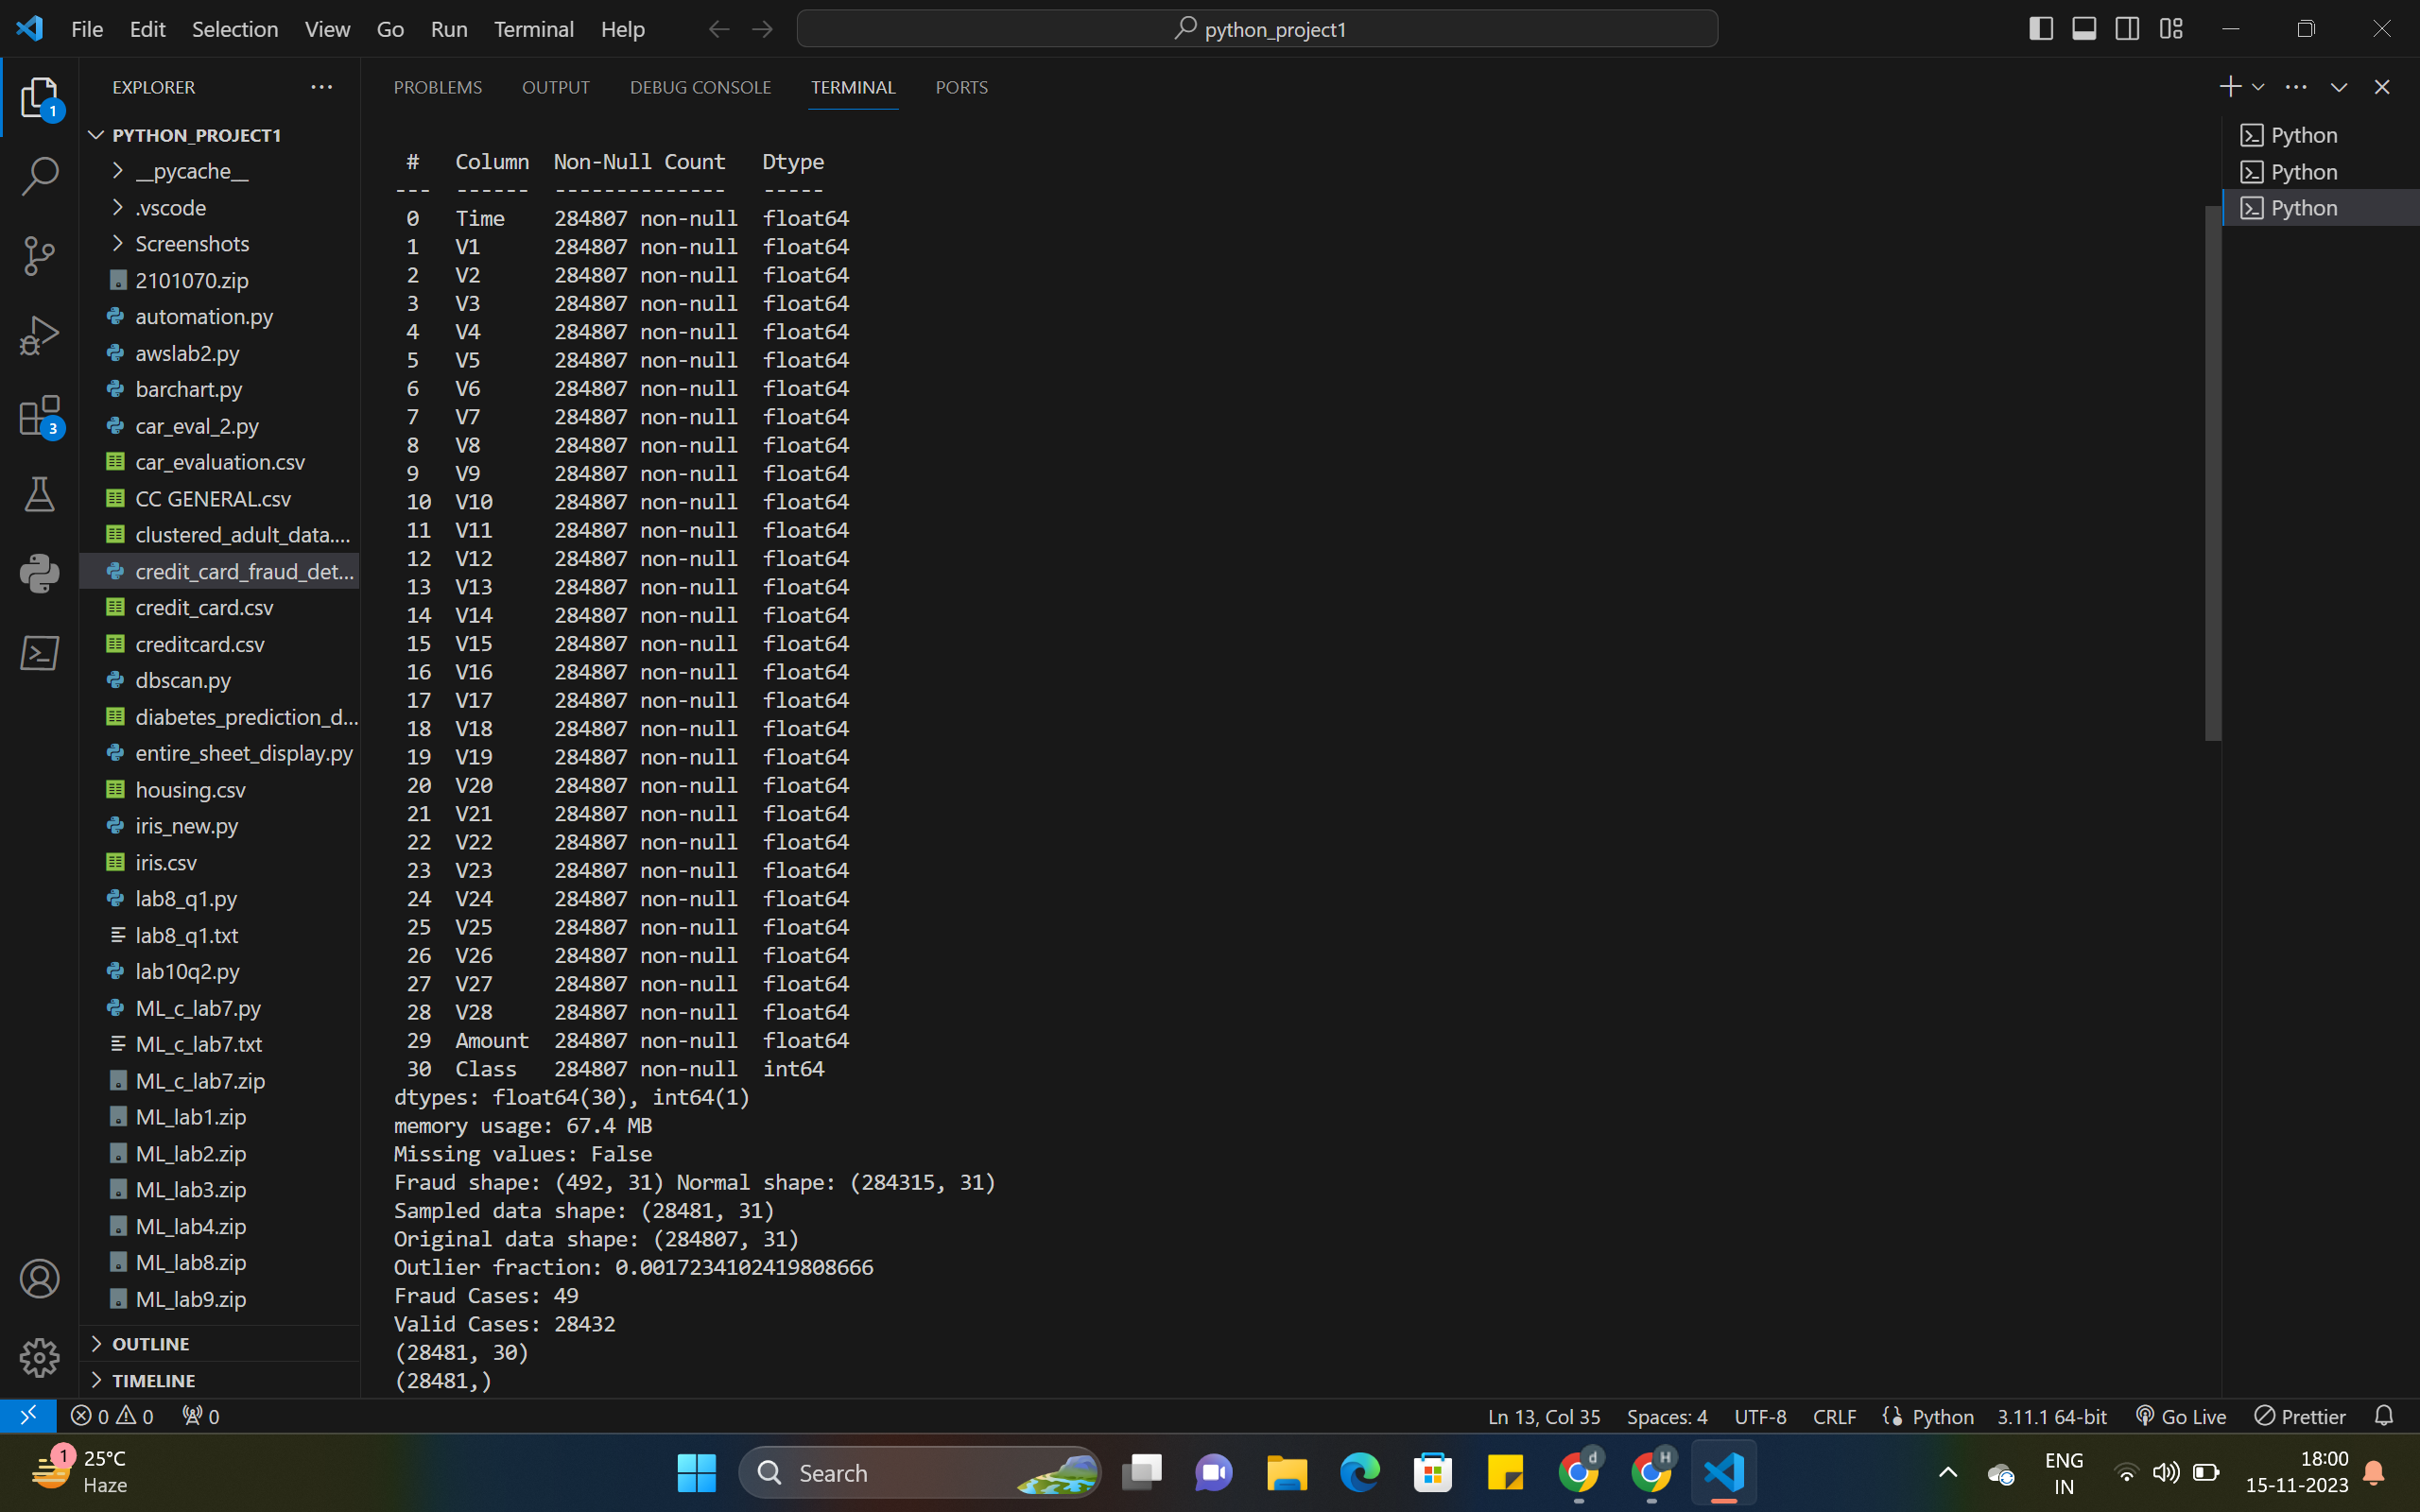 File Edit Selection View Go Run Terminal Help
python_project1
EXPLORER
PYTHON_PROJECT1
__pycache__
.vscode
Screenshots
2101070.zip
automation.py
awslab2.py
barchart.py
car_eval_2.py
car_evaluation.csv
CC GENERAL.csv
clustered_adult_data....
credit_card_fraud_det...
credit_card.csv
creditcard.csv
dbscan.py
diabetes_prediction_d...
entire_sheet_display.py
housing.csv
iris_new.py
iris.csv
lab8_q1.py
lab8_q1.txt
lab10q2.py
ML_c_lab7.py
ML_c_lab7.txt
ML_c_lab7.zip
ML_lab1.zip
ML_lab2.zip
ML_lab3.zip
ML_lab4.zip
ML_lab8.zip
ML_lab9.zip
OUTLINE
TIMELINE
1
3
PROBLEMS OUTPUT DEBUG CONSOLE TERMINAL PORTS
# Column Non-Null Count Dtype
--- ------ -------------- -----
0 Time 284807 non-null float64
1 V1 284807 non-null float64
2 V2 284807 non-null float64
3 V3 284807 non-null float64
4 V4 284807 non-null float64
5 V5 284807 non-null float64
6 V6 284807 non-null float64
7 V7 284807 non-null float64
8 V8 284807 non-null float64
9 V9 284807 non-null float64
10 V10 284807 non-null float64
11 V11 284807 non-null float64
12 V12 284807 non-null float64
13 V13 284807 non-null float64
14 V14 284807 non-null float64
15 V15 284807 non-null float64
16 V16 284807 non-null float64
17 V17 284807 non-null float64
18 V18 284807 non-null float64
19 V19 284807 non-null float64
20 V20 284807 non-null float64
21 V21 284807 non-null float64
22 V22 284807 non-null float64
23 V23 284807 non-null float64
24 V24 284807 non-null float64
25 V25 284807 non-null float64
26 V26 284807 non-null float64
27 V27 284807 non-null float64
28 V28 284807 non-null float64
29 Amount 284807 non-null float64
30 Class 284807 non-null int64
dtypes: float64(30), int64(1)
memory usage: 67.4 MB
Missing values: False
Fraud shape: (492, 31) Normal shape: (284315, 31)
Sampled data shape: (28481, 31)
Original data shape: (284807, 31)
Outlier fraction: 0.0017234102419808666
Fraud Cases: 49
Valid Cases: 28432
(28481, 30)
(28481,)
Python
Python
Python
0 0 0
Ln 13, Col 35 Spaces: 4 UTF-8 CRLF Python 3.11.1 64-bit Go Live Prettier
1
25°C
Haze
Search
d
H
ENG
IN
18:00
15-11-2023